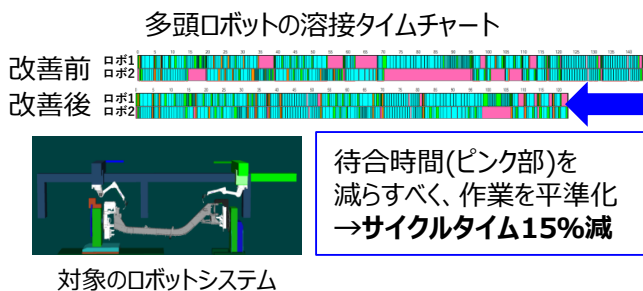 多頭ロボットの溶接タイムチャート
改善前 ロボ1
ロボ2
改善後 ロボ1
ロボ2
待合時間(ピンク部)を
減らすべく、作業を平準化
→サイクルタイム15%減
対象のロボットシステム